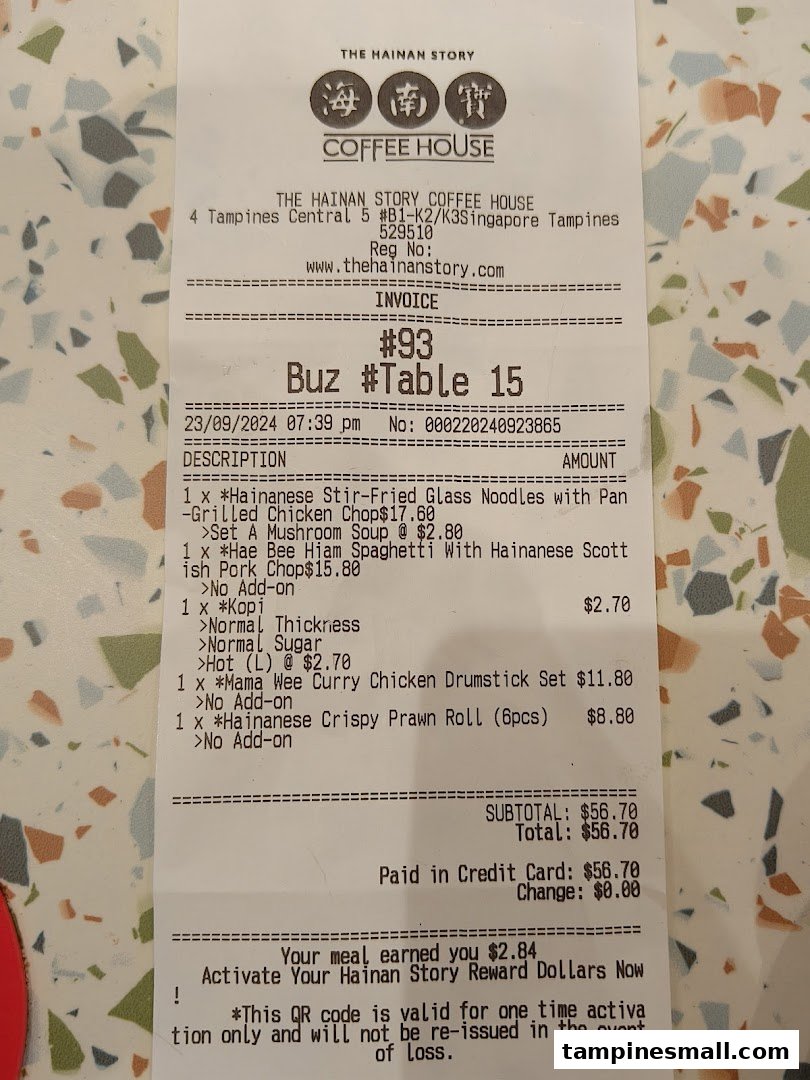 THE HAINAN STORY
海南寶
COFFEE HOUSE
THE HAINAN STORY COFFEE HOUSE
4 Tampines Central 5 #B1-K2/K3Singapore Tampines
529510
Reg No:
www.thehainanstory.com
INVOICE
#93
Buz #Table 15
23/09/2024 07:39 pm No: 000220240923865
DESCRIPTION AMOUNT
1 x *Hainanese Stir-Fried Glass Noodles with Pan
-Grilled Chicken Chop$17.60
>Set A Mushroom Soup @ $2.80
1 x *Hae Bee Hiam Spaghetti With Hainanese Scott
ish Pork Chop$15.80
>No Add-on
1 x *Kopi $2.70
>Normal Thickness
>Normal Sugar
>Hot (L) @ $2.70
1 x *Mama Wee Curry Chicken Drumstick Set $11.80
>No Add-on
1 x *Hainanese Crispy Prawn Roll (6pcs) $8.80
>No Add-on
SUBTOTAL: $56.70
Total: $56.70
Paid in Credit Card: $56.70
Change: $0.00
Your meal earned you $2.84
Activate Your Hainan Story Reward Dollars Now
!
*This QR code is valid for one time activa
tion only and will not be re-issued in the event
of loss.
tampinesmall.com